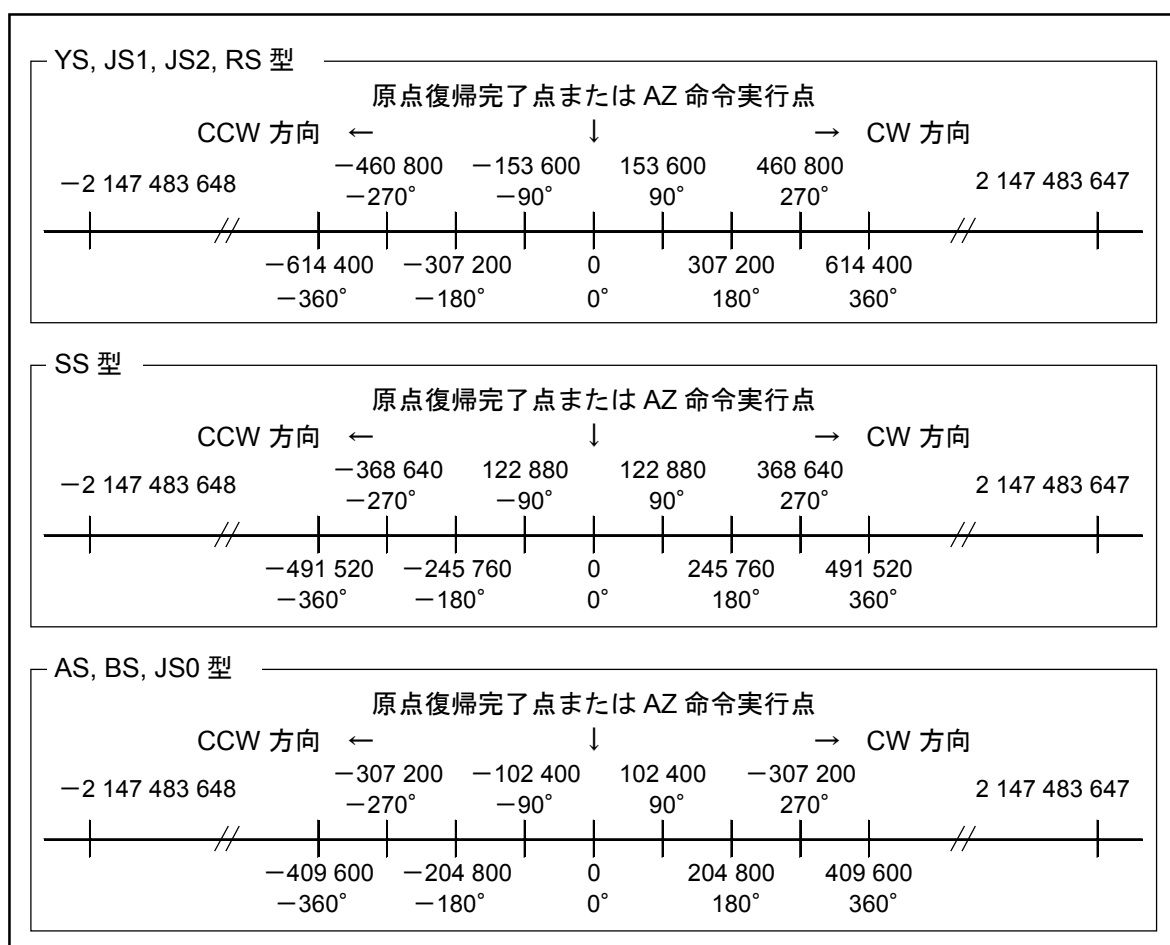 YS, JS1, JS2, RS 型
原点復帰完了点または AZ 命令実行点
CCW 方向 ← ↓ → CW 方向
－460 800 －153 600 153 600 460 800
－2 147 483 648 2 147 483 647
－270° －90° 90° 270°
－614 400 －307 200 0 307 200 614 400
－360° －180° 0° 180° 360°
SS 型
原点復帰完了点または AZ 命令実行点
CCW 方向 ← ↓ → CW 方向
－368 640 122 880 122 880 368 640
－2 147 483 648 2 147 483 647
－270° －90° 90° 270°
－491 520 －245 760 0 245 760 491 520
－360° －180° 0° 180° 360°
AS, BS, JS0 型
原点復帰完了点または AZ 命令実行点
CCW 方向 ← ↓ → CW 方向
－307 200 －102 400 102 400 －307 200
－2 147 483 648 2 147 483 647
－270° －90° 90° 270°
－409 600 －204 800 0 204 800 409 600
－360° －180° 0° 180° 360°